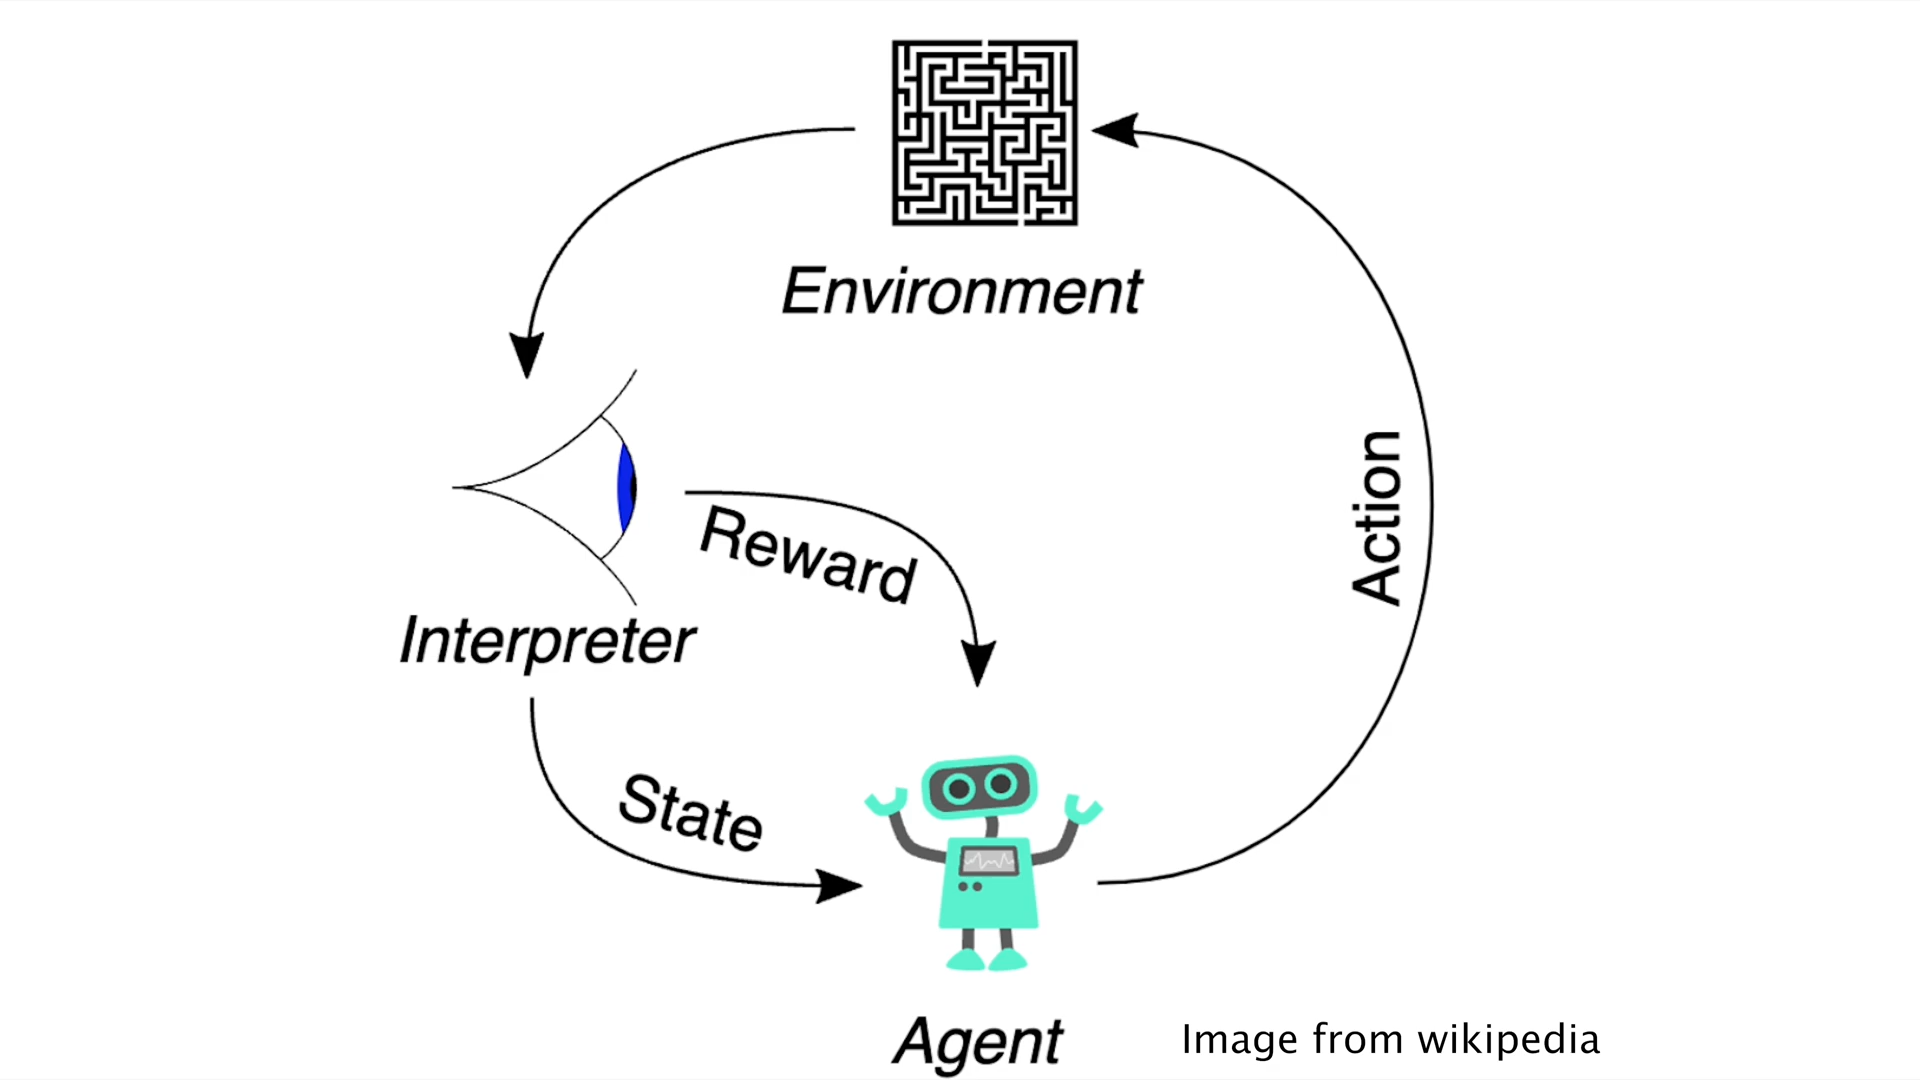 Environment
Action
Reward
Interpreter
State
Agent
Image from wikipedia